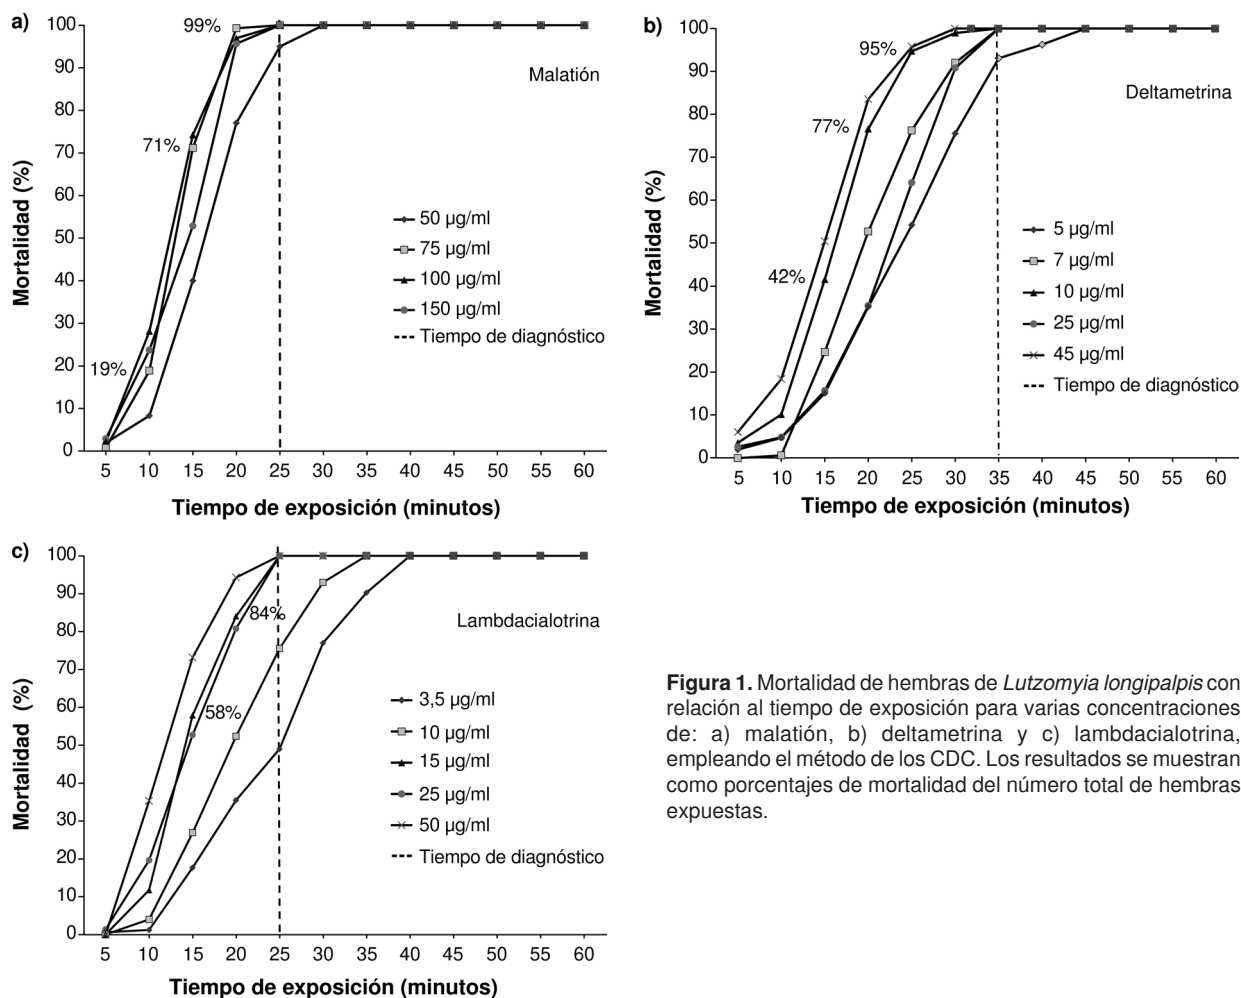 a)
100
90
80
70
60
50
40
30
20
10
0
99%
71%
19%
Malatión
50 µg/ml
75 µg/ml
100 µg/ml
150 µg/ml
Tiempo de diagnóstico
Mortalidad (%)
5 10 15 20 25 30 35 40 45 50 55 60
Tiempo de exposición (minutos)
b)
100
90
80
70
60
50
40
30
20
10
0
95%
77%
42%
Deltametrina
5 µg/ml
7 µg/ml
10 µg/ml
25 µg/ml
45 µg/ml
Tiempo de diagnóstico
Mortalidad (%)
5 10 15 20 25 30 35 40 45 50 55 60
Tiempo de exposición (minutos)
c)
100
90
80
70
60
50
40
30
20
10
0
84%
58%
Lambdacialotrina
3,5 µg/ml
10 µg/ml
15 µg/ml
25 µg/ml
50 µg/ml
Tiempo de diagnóstico
Mortalidad (%)
5 10 15 20 25 30 35 40 45 50 55 60
Tiempo de exposición (minutos)
Figura 1. Mortalidad de hembras de Lutzomyia longipalpis con
relación al tiempo de exposición para varias concentraciones
de: a) malatión, b) deltametrina y c) lambdacialotrina,
empleando el método de los CDC. Los resultados se muestran
como porcentajes de mortalidad del número total de hembras
expuestas.